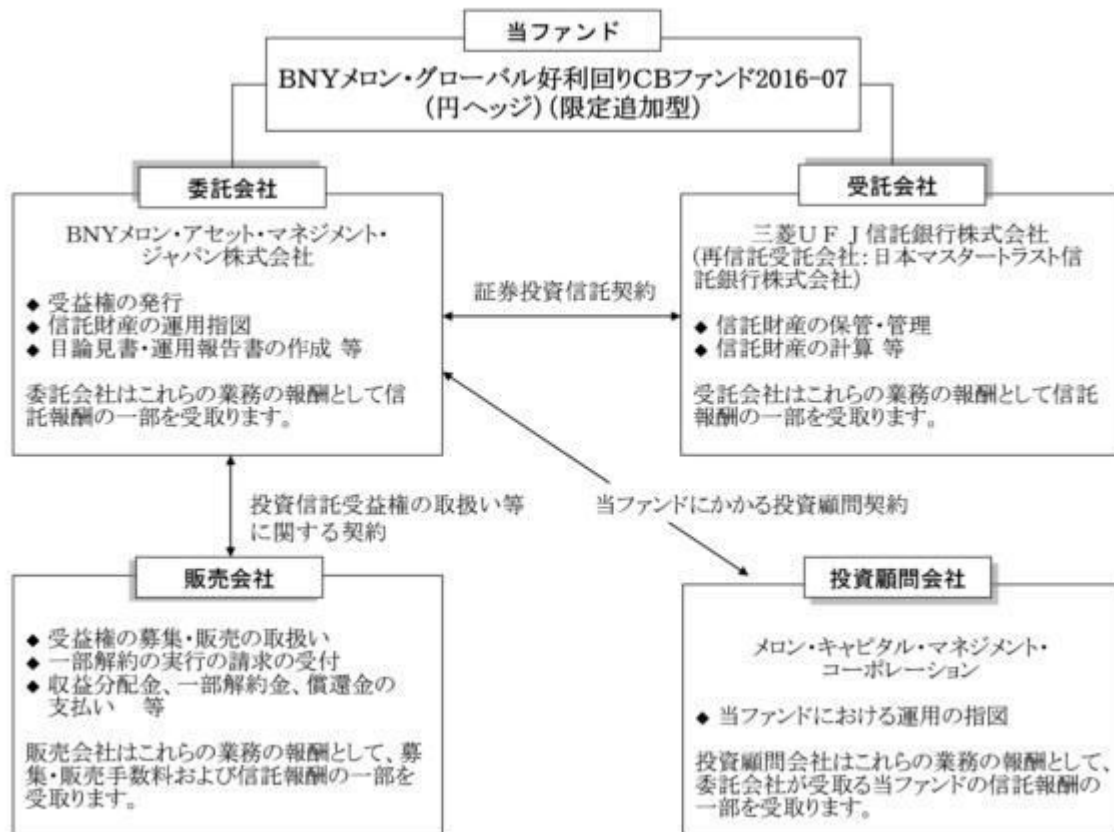 当ファンド
BNYメロン・グローバル好利回りCBファンド2016-07
(円ヘッジ)(限定追加型)
委託会社
BNYメロン・アセット・マネジメント・
ジャパン株式会社
◆ 受益権の発行
◆ 信託財産の運用指図
◆ 目論見書・運用報告書の作成 等
委託会社はこれらの業務の報酬として信
託報酬の一部を受取ります。
証券投資信託契約
受託会社
三菱UFJ信託銀行株式会社
(再信託受託会社:日本マスタートラスト信
託銀行株式会社)
◆ 信託財産の保管・管理
◆ 信託財産の計算 等
受託会社はこれらの業務の報酬として信託
報酬の一部を受取ります。
投資信託受益権の取扱い等
に関する契約
当ファンドにかかる投資顧問契約
販売会社
◆ 受益権の募集・販売の取扱い
◆ 一部解約の実行の請求の受付
◆ 収益分配金、一部解約金、償還金の
支払い 等
販売会社はこれらの業務の報酬として、募
集・販売手数料および信託報酬の一部を
受取ります。
投資顧問会社
メロン・キャピタル・マネジメント・
コーポレーション
◆ 当ファンドにおける運用の指図
投資顧問会社はこれらの業務の報酬として、
委託会社が受取る当ファンドの信託報酬の
一部を受取ります。